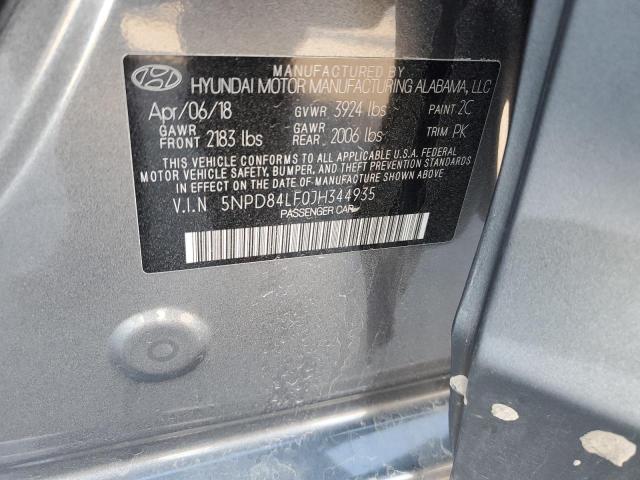 MANUFACTURED BY
HYUNDAI MOTOR MANUFACTURING ALABAMA, LLC
Apr/06/18 GVWR 3924 lbs PAINT 2C
GAWR FRONT 2183 lbs GAWR REAR 2006 lbs TRIM PK
THIS VEHICLE CONFORMS TO ALL APPLICABLE U.S.A. FEDERAL
MOTOR VEHICLE SAFETY, BUMPER, AND THEFT PREVENTION STANDARDS
IN EFFECT ON THE DATE OF MANUFACTURE SHOWN ABOVE.
V.I.N 5NPD84LF0JH344935
PASSENGER CAR